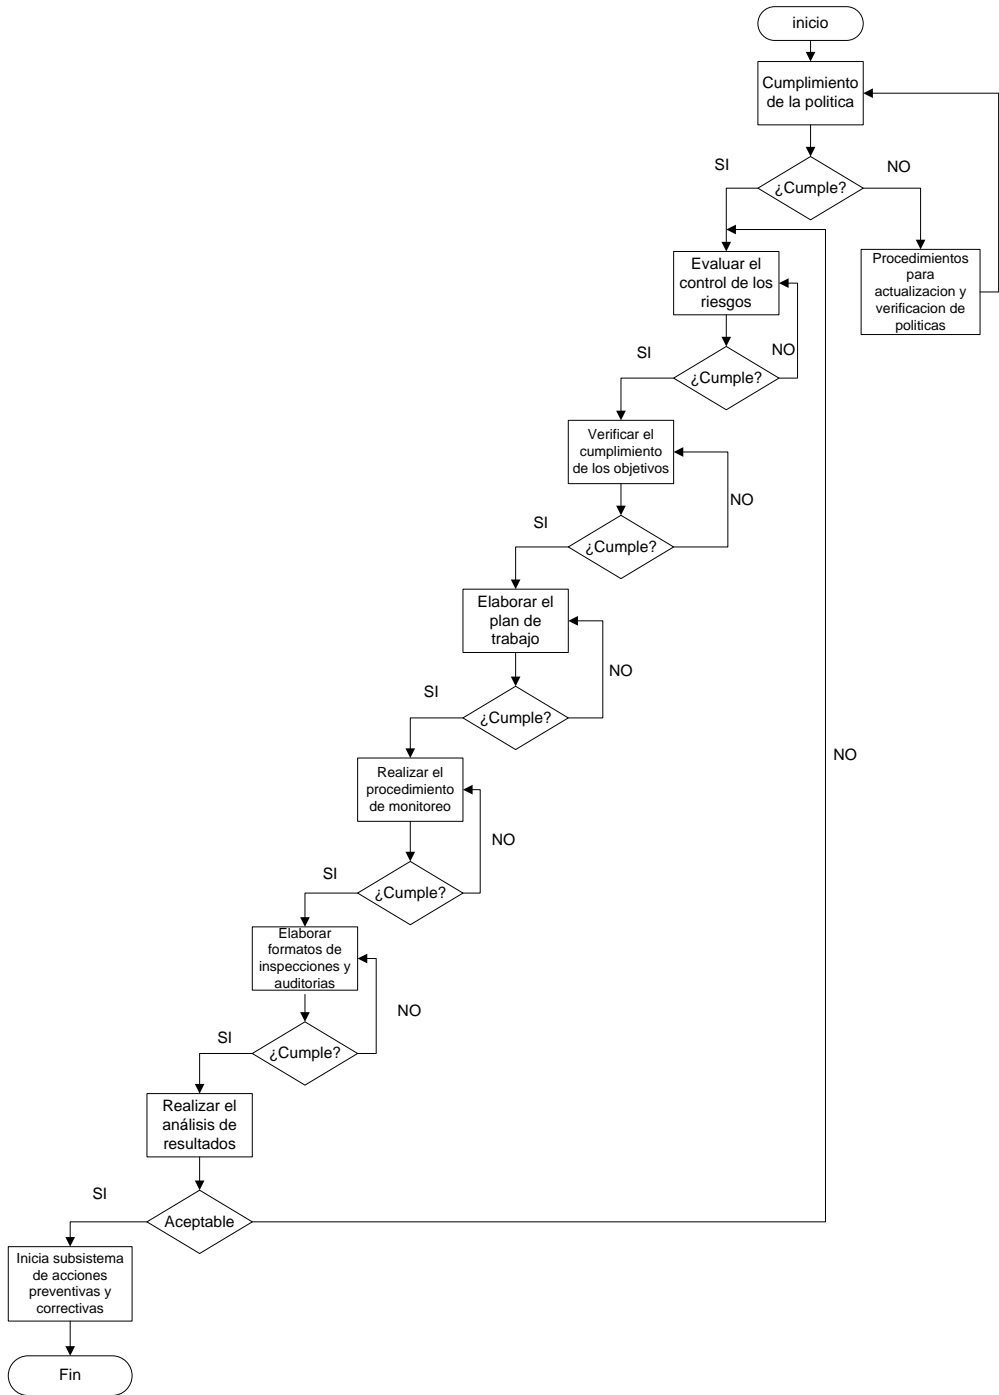 inicio
Cumplimiento
de la politica
SI
NO
¿Cumple?
Evaluar el
control de los
riesgos
Procedimientos
para
actualizacion y
verificacion de
politicas
SI
NO
¿Cumple?
Verificar el
cumplimiento
de los objetivos
NO
SI
¿Cumple?
Elaborar el
plan de
trabajo
NO
SI
¿Cumple?
NO
Realizar el
procedimiento
de monitoreo
NO
SI
¿Cumple?
Elaborar
formatos de
inspecciones y
auditorias
NO
SI
¿Cumple?
Realizar el
análisis de
resultados
SI
Aceptable
Inicia subsistema
de acciones
preventivas y
correctivas
Fin